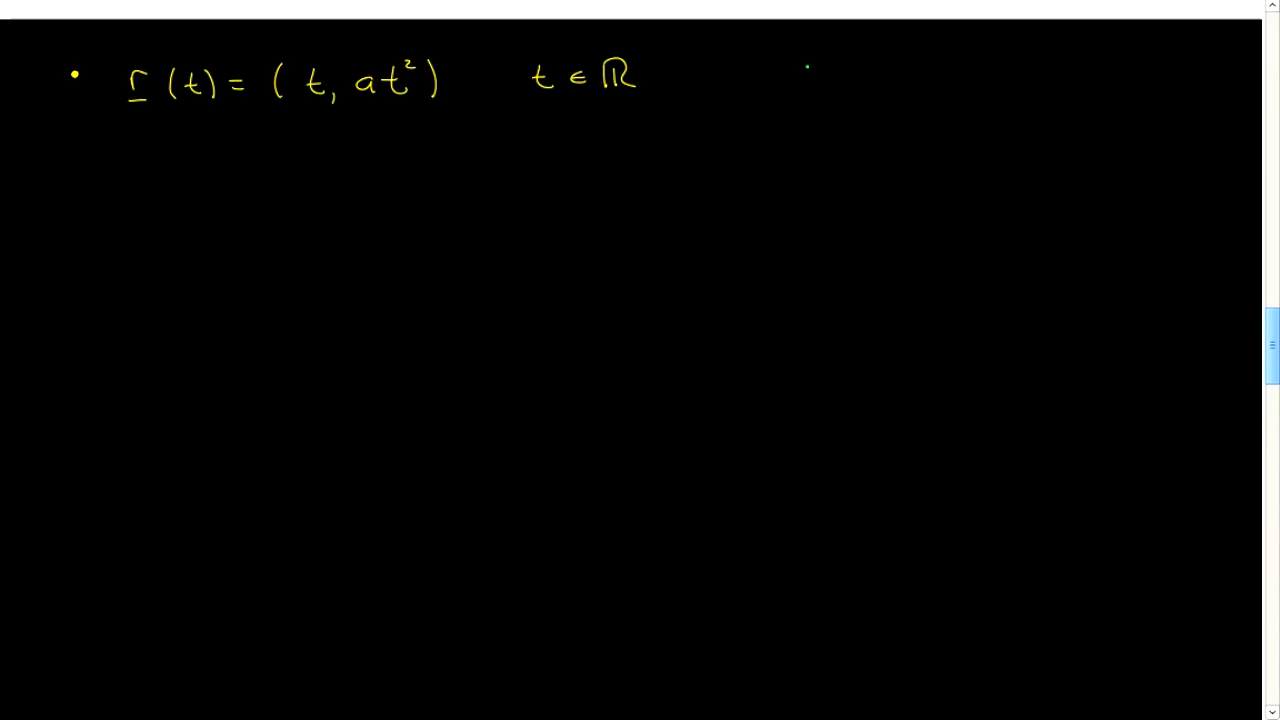 • r (t) = ( t, at²) t ∈ ℝ